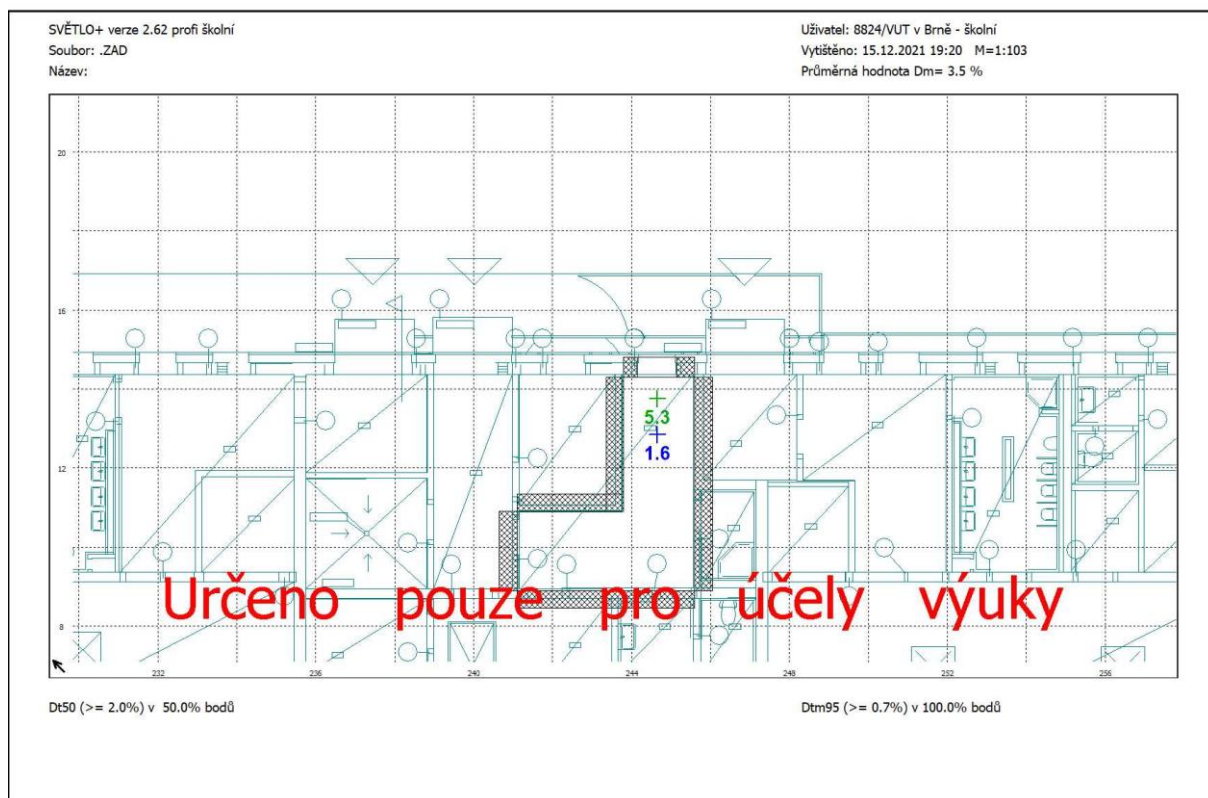 SVĚTLO+ verze 2.62 profi školní
Uživatel: 8824/VUT v Brně - školní
Soubor: .ZAD
Vytištěno: 15.12.2021 19:20 M=1:103
Název:
Průměrná hodnota Dm= 3.5 %
20
16
5.3
1.6
12
Určeno pouze pro účely výuky
8
232
236
240
244
248
252
256
Dt50 (>= 2.0%) v 50.0% bodů
Dtm95 (>= 0.7%) v 100.0% bodů